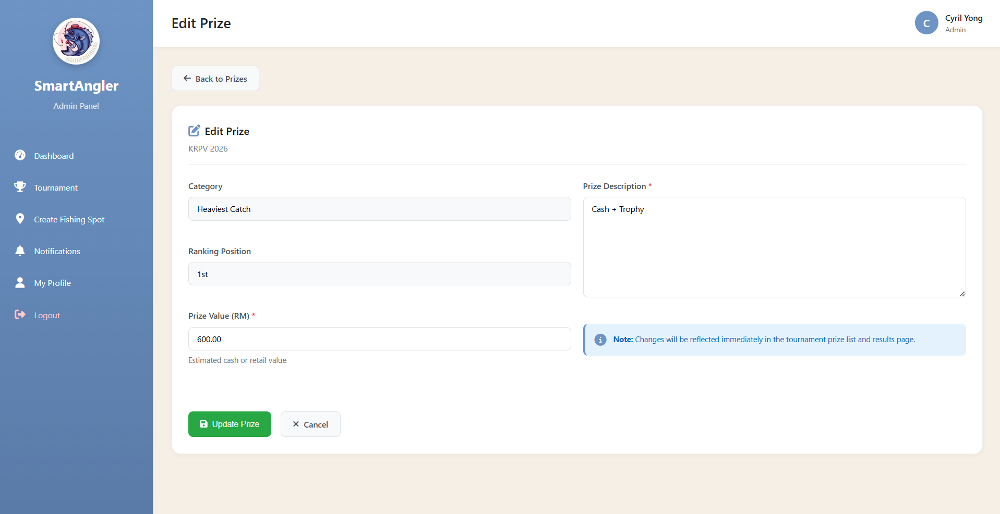 SMARTANGLER
SmartAngler
Admin Panel
Dashboard
Tournament
Create Fishing Spot
Notifications
My Profile
Logout
Edit Prize
C
Cyril Yong
Admin
Back to Prizes
Edit Prize
KRPV 2026
Category
Heaviest Catch
Ranking Position
1st
Prize Value (RM) *
600.00
Estimated cash or retail value
Prize Description *
Cash + Trophy
Note: Changes will be reflected immediately in the tournament prize list and results page.
Update Prize
Cancel